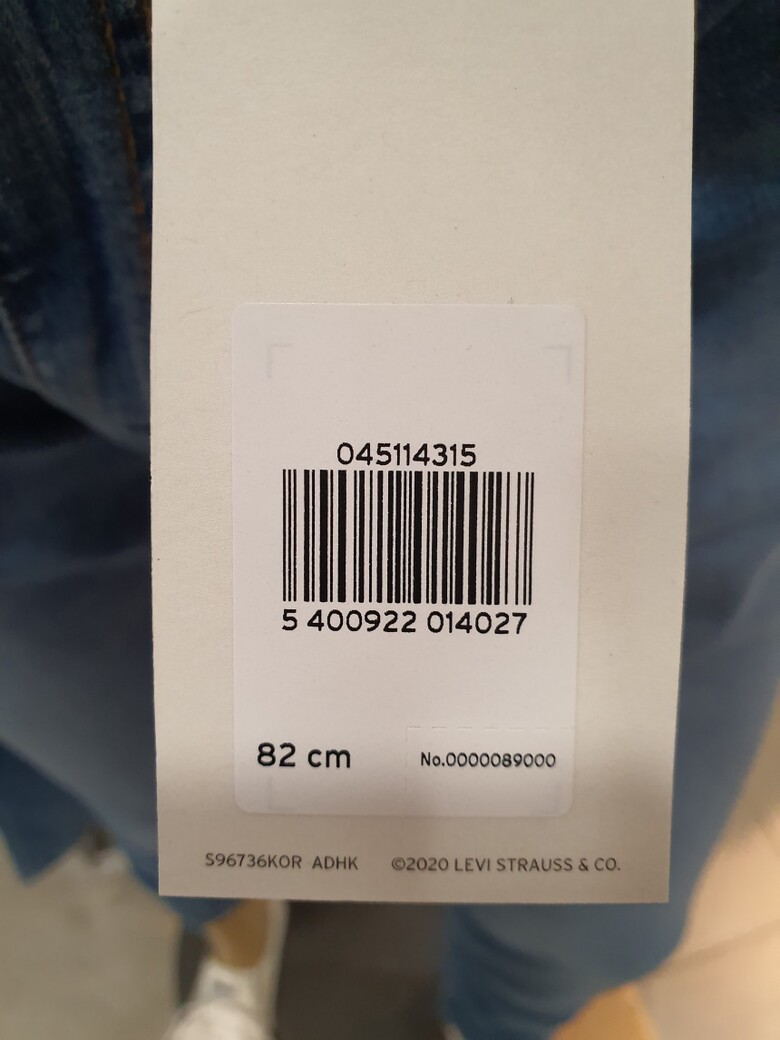 045114315
5 400922 014027
82 cm
No.0000089000
S96736KOR ADHK ©2020 LEVI STRAUSS & CO.